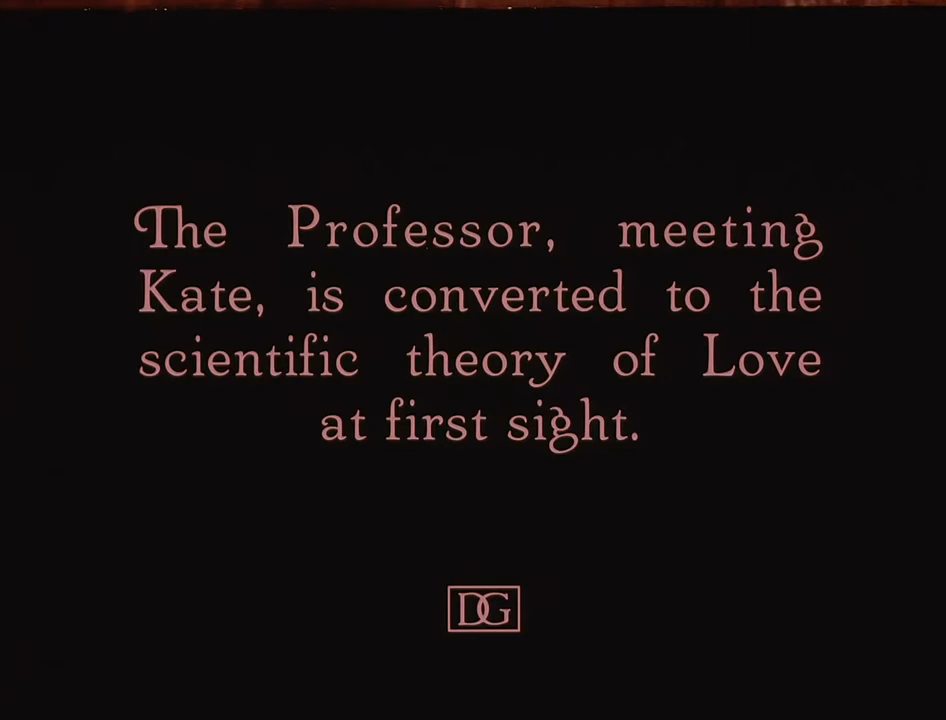 The Professor, meeting
Kate, is converted to the
scientific theory of Love
at first sight.
DG